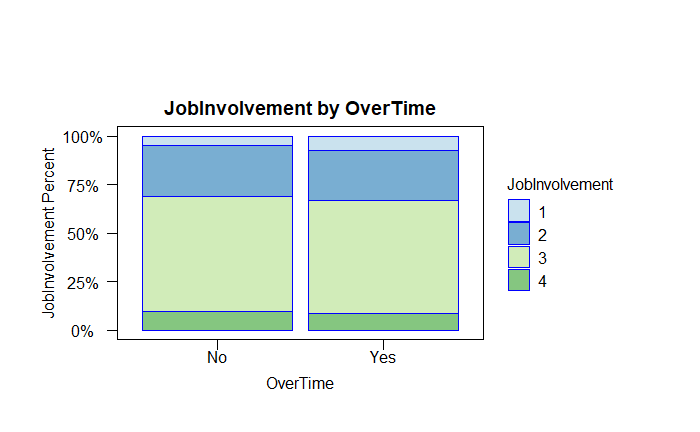 JobInvolvement by OverTime
JobInvolvement Percent
100%
75%
50%
25%
0%
No
Yes
OverTime
JobInvolvement
1
2
3
4